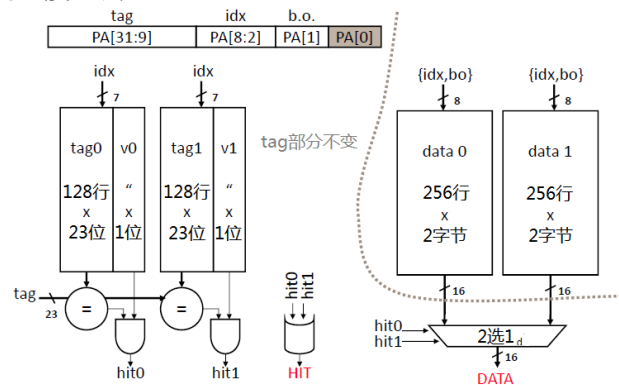 tag idx b.o.
PA[31:9] PA[8:2] PA[1] PA[0]
idx idx {idx,bo} {idx,bo}
7 7 8 8
tag0 v0 tag1 v1 tag部分不变 data 0 data 1
128行 “ 128行 “ 256行 256行
x x x x x x
23位 1位 23位 1位 2字节 2字节
tag 23 = = hit0 hit1 16 16
hit0 hit1 2选1d
16
hit0 hit1 HIT DATA